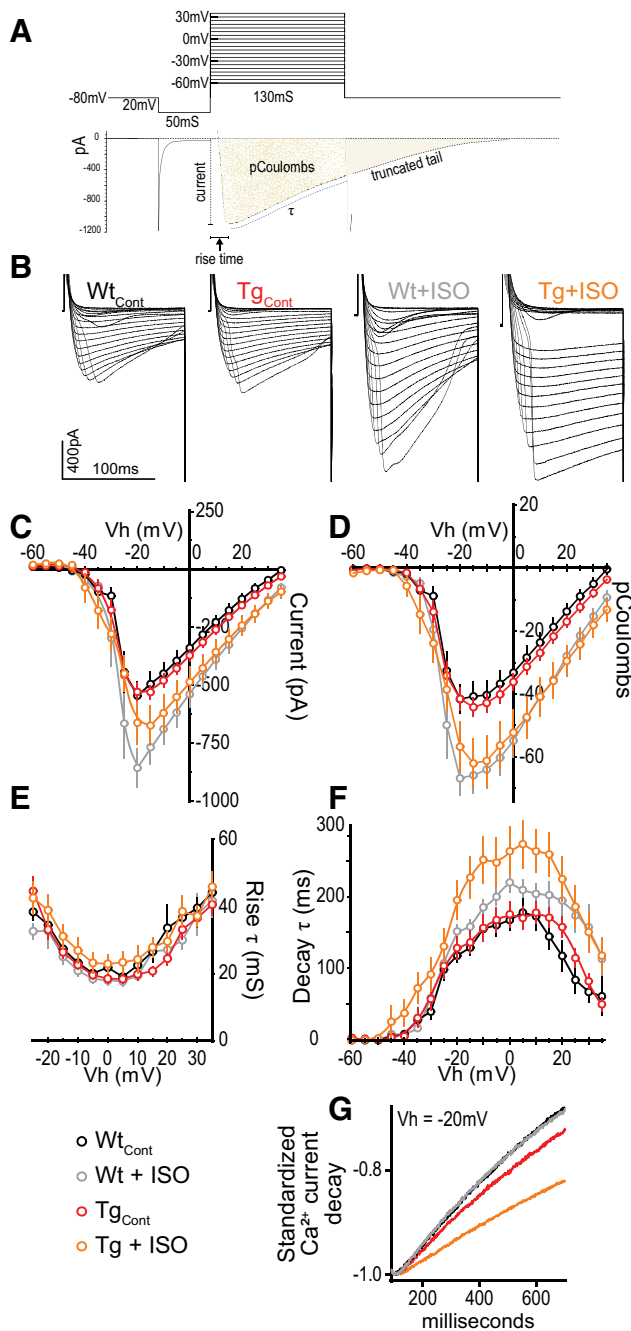 A
30mV
0mV
-30mV
-60mV
-80mV
20mV
130mS
50mS
pA
0
-400
-800
-1200
current
pCoulombs
truncated tail
τ
rise time
B
WtCont
TgCont
Wt+ISO
Tg+ISO
400pA
100ms
C
250
Vh (mV)
-60 -40 -20 0 20
-250
-500
-750
-1000
Current (pA)
D
20
Vh (mV)
-60 -40 -20 0 20
-20
-40
-60
pCoulombs
E
60
40
20
0
Rise τ (mS)
-20 -10 0 10 20 30
Vh (mV)
F
300
200
100
0
Decay τ (ms)
-60 -40 -20 0 20
Vh (mV)
WtCont
Wt + ISO
TgCont
Tg + ISO
G
Vh = -20mV
Standardized
Ca²⁺ current
decay
-0.8
-1.0
200 400 600
milliseconds